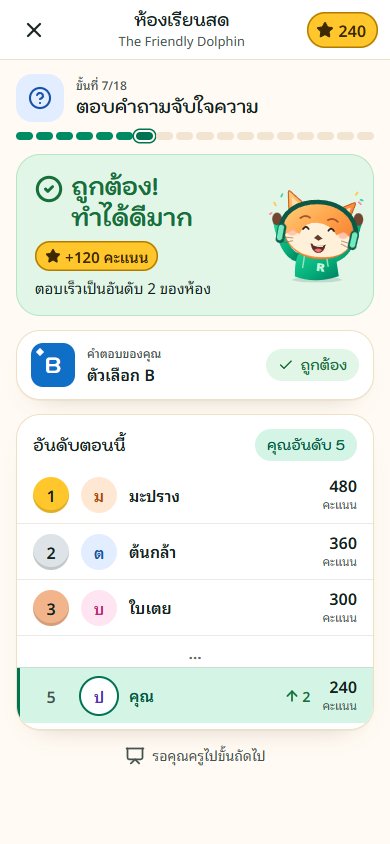 ห้องเรียนสด
The Friendly Dolphin
240
ขั้นที่ 7/18
ตอบคำถามจับใจความ
ถูกต้อง!
ทำได้ดีมาก
+120 คะแนน
ตอบเร็วเป็นอันดับ 2 ของห้อง
R
B
คำตอบของคุณ
ตัวเลือก B
ถูกต้อง
อันดับตอนนี้
คุณอันดับ 5
1 ม มะปราง 480
คะแนน
2 ต ต้นกล้า 360
คะแนน
3 บ ใบเตย 300
คะแนน
...
5 ป คุณ ↑ 2 240
คะแนน
รอคุณครูไปขั้นถัดไป